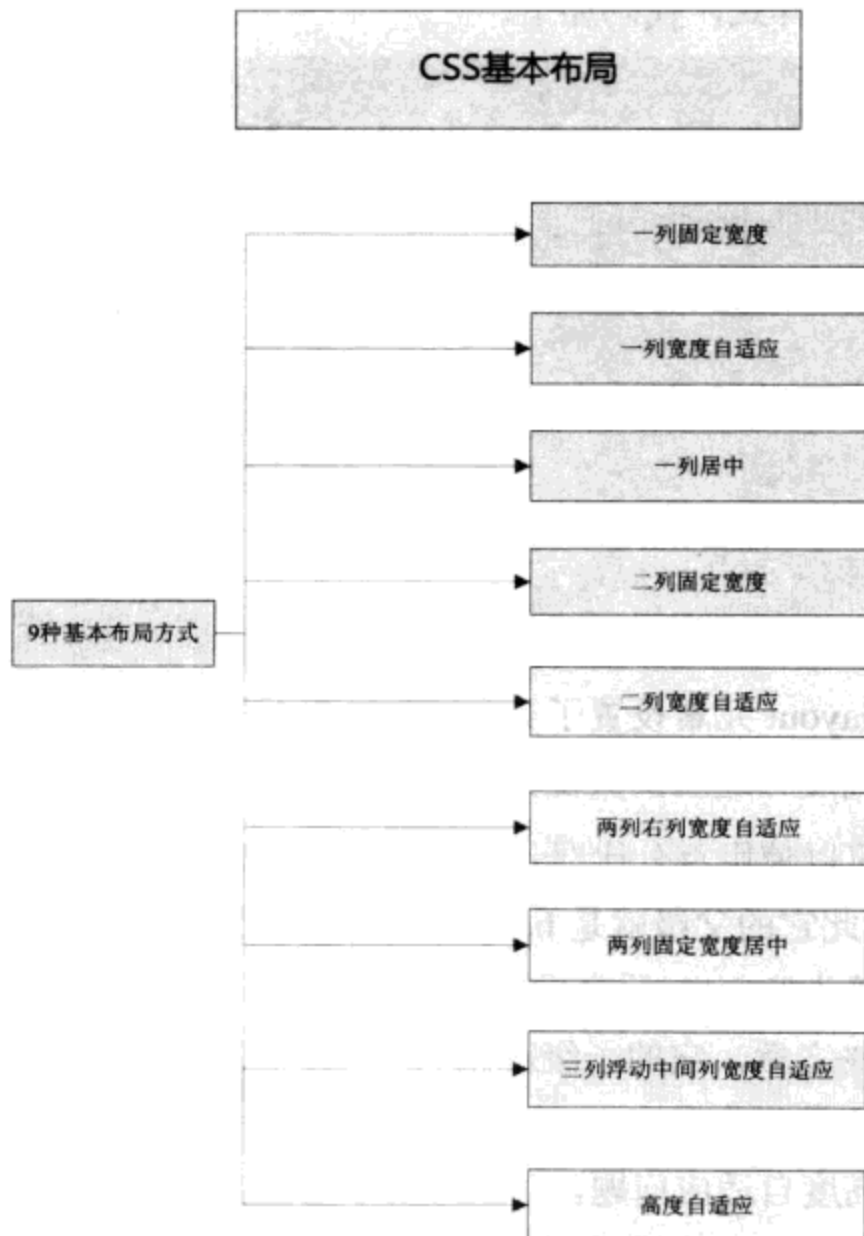 CSS基本布局
一列固定宽度
一列宽度自适应
一列居中
二列固定宽度
9种基本布局方式
二列宽度自适应
两列右列宽度自适应
两列固定宽度居中
三列浮动中间列宽度自适应
高度自适应